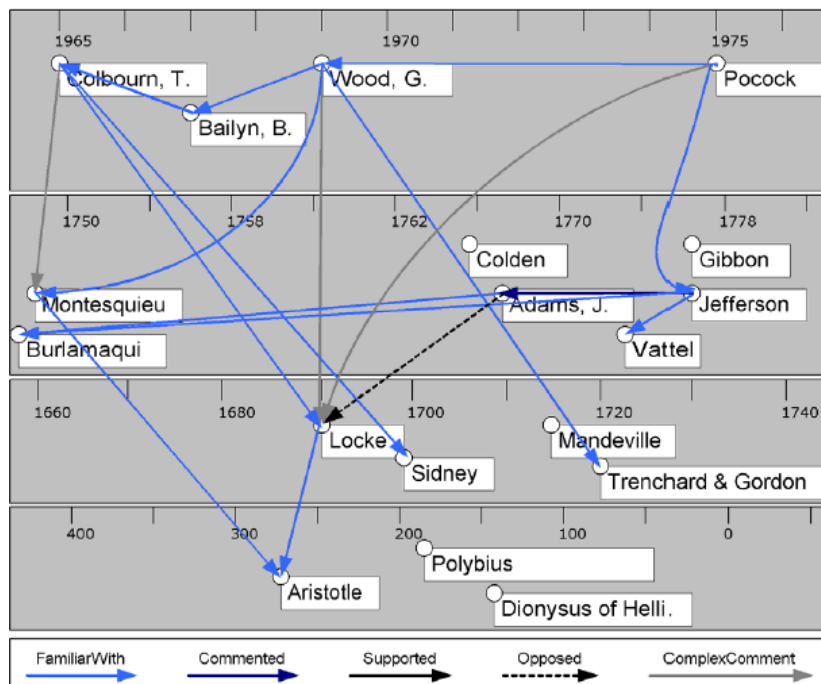 1965 1970 1975
Colbourn, T. Wood, G. Pocock
Bailyn, B.
1750 1758 1762 1770 1778
Colden Gibbon
Montesquieu Adams, J. Jefferson
Burlamaqui Vattel
1660 1680 1700 1720 1740
Locke Mandeville
Sidney Trenchard & Gordon
400 300 200 100 0
Polybius
Aristotle
Dionysus of Helli.
FamiliarWith Commented Supported Opposed ComplexComment